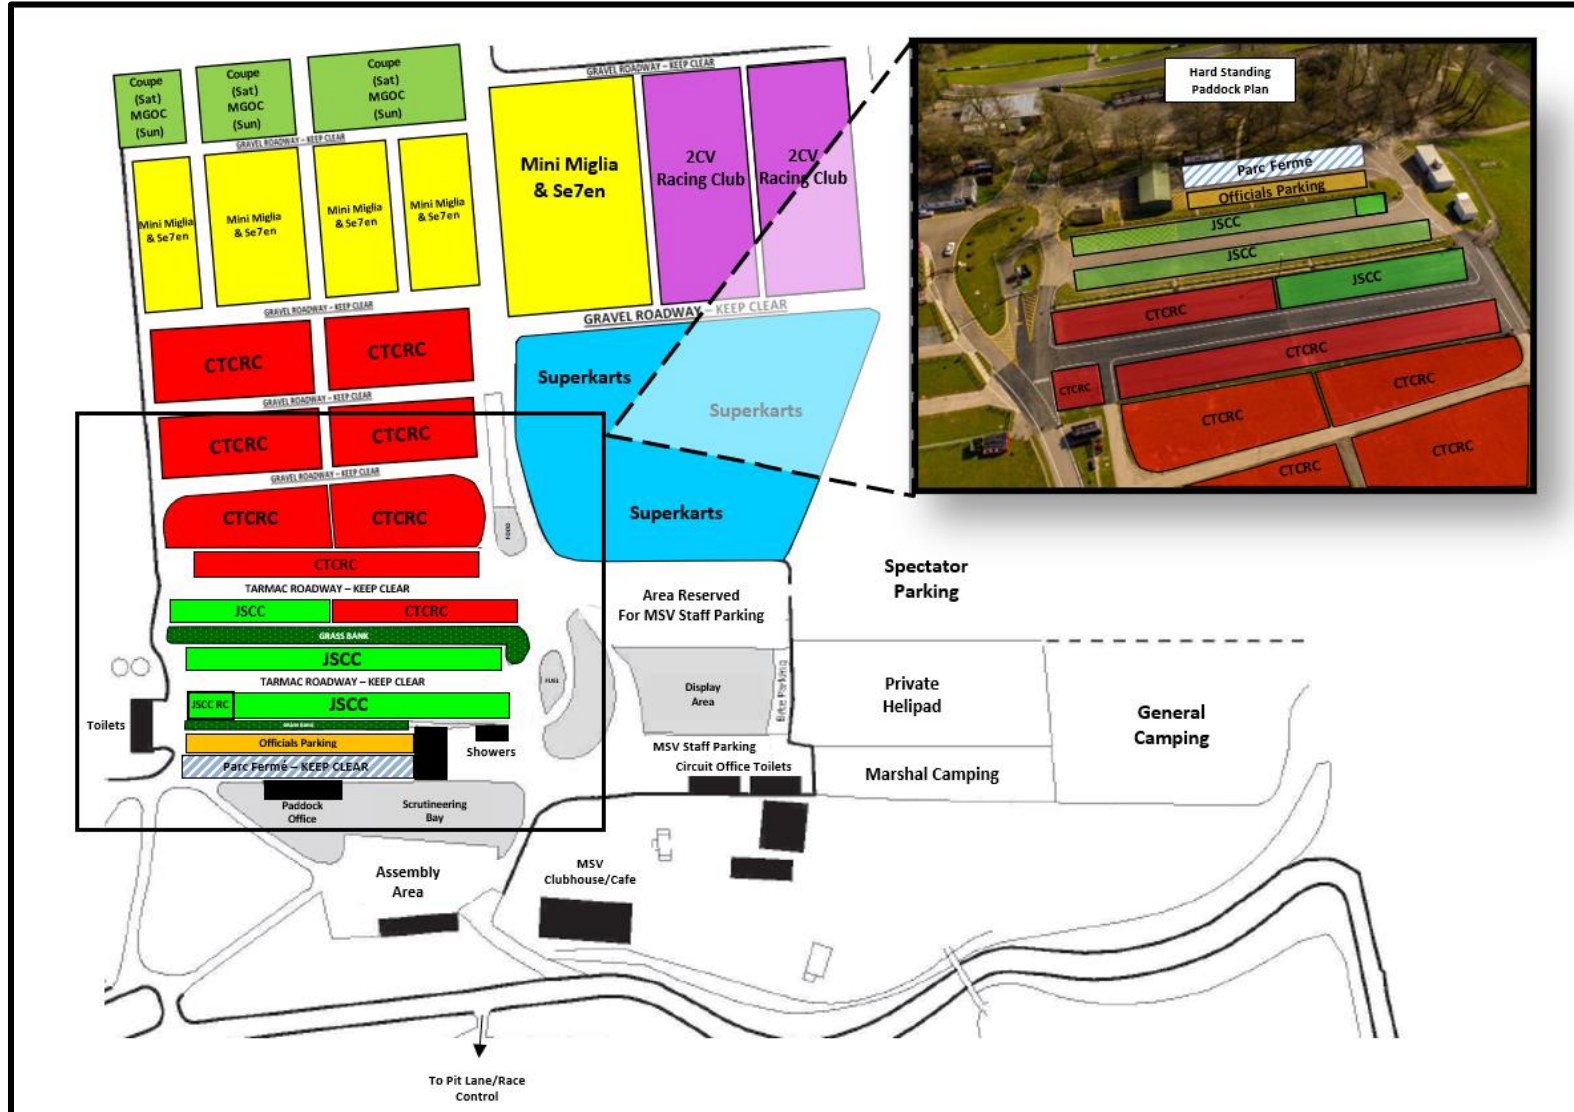 Coupe
(Sat)
MGOC
(Sun)
Coupe
(Sat)
MGOC
(Sun)
Coupe
(Sat)
MGOC
(Sun)
GRAVEL ROADWAY – KEEP CLEAR
GRAVEL ROADWAY – KEEP CLEAR
Mini Miglia
& Se7en
Mini Miglia
& Se7en
Mini Miglia
& Se7en
Mini Miglia
& Se7en
Mini Miglia
& Se7en
2CV
Racing Club
2CV
Racing Club
GRAVEL ROADWAY – KEEP CLEAR
GRAVEL ROADWAY – KEEP CLEAR
CTCRC
CTCRC
GRAVEL ROADWAY – KEEP CLEAR
CTCRC
CTCRC
GRAVEL ROADWAY – KEEP CLEAR
CTCRC
CTCRC
CTCRC
TARMAC ROADWAY – KEEP CLEAR
JSCC
CTCRC
GRASS BANK
JSCC
TARMAC ROADWAY – KEEP CLEAR
JSCC RC
JSCC
GRASS BANK
Officials Parking
Parc Fermé – KEEP CLEAR
Toilets
Showers
Paddock
Office
Scrutineering
Bay
Assembly
Area
FOOD
FUEL
Superkarts
Superkarts
Superkarts
Area Reserved
For MSV Staff Parking
Display
Area
Bike Parking
MSV Staff Parking
Circuit Office Toilets
MSV
Clubhouse/Cafe
Spectator
Parking
Private
Helipad
Marshal Camping
General
Camping
To Pit Lane/Race
Control
Hard Standing
Paddock Plan
Parc Ferme
Officials Parking
JSCC
JSCC
JSCC
CTCRC
CTCRC
CTCRC
CTCRC
CTCRC
CTCRC
CTCRC